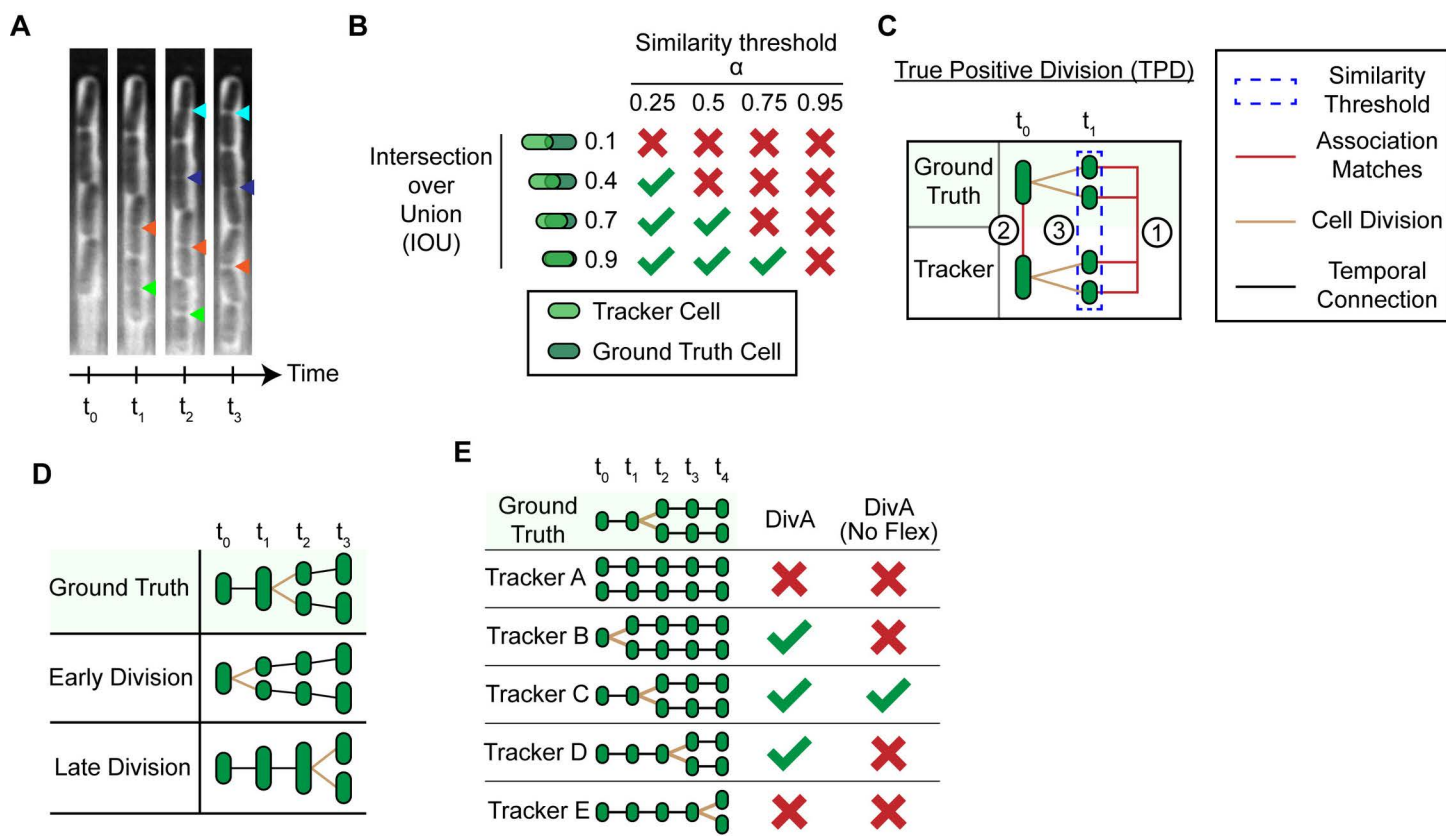 A
t0
t1
t2
t3
Time
B
Similarity threshold
α
0.25 0.5 0.75 0.95
Intersection
over
Union
(IOU)
0.1
0.4
0.7
0.9
Tracker Cell
Ground Truth Cell
C
True Positive Division (TPD)
t0 t1
Ground
Truth
Tracker
2
3
1
Similarity
Threshold
Association
Matches
Cell Division
Temporal
Connection
D
t0 t1 t2 t3
Ground Truth
Early Division
Late Division
E
t0 t1 t2 t3 t4
Ground
Truth
DivA
DivA
(No Flex)
Tracker A
Tracker B
Tracker C
Tracker D
Tracker E